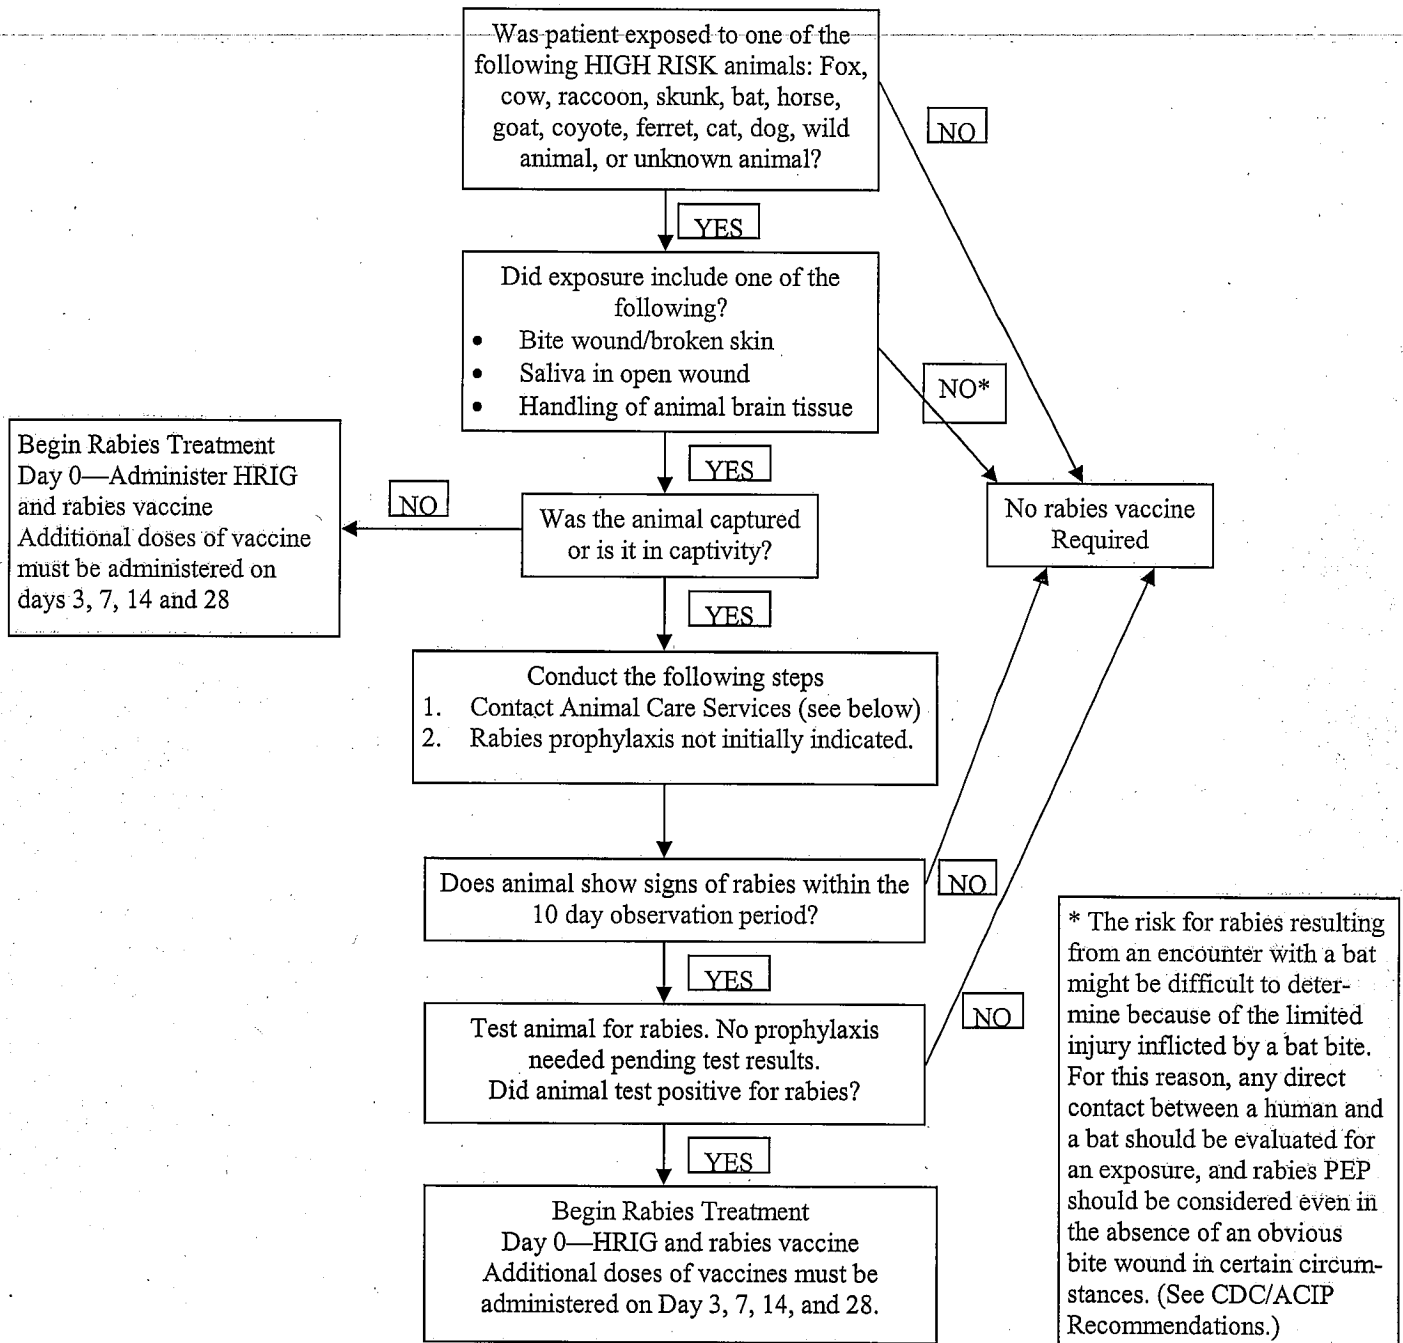 Was patient exposed to one of the
following HIGH RISK animals: Fox,
cow, raccoon, skunk, bat, horse,
goat, coyote, ferret, cat, dog, wild
animal, or unknown animal?
NO
YES
Did exposure include one of the
following?
• Bite wound/broken skin
• Saliva in open wound
• Handling of animal brain tissue
NO*
YES
Begin Rabies Treatment
Day 0—Administer HRIG
and rabies vaccine
Additional doses of vaccine
must be administered on
days 3, 7, 14 and 28
NO
Was the animal captured
or is it in captivity?
No rabies vaccine
Required
YES
Conduct the following steps
1. Contact Animal Care Services (see below)
2. Rabies prophylaxis not initially indicated.
Does animal show signs of rabies within the
10 day observation period?
NO
YES
Test animal for rabies. No prophylaxis
needed pending test results.
Did animal test positive for rabies?
NO
YES
Begin Rabies Treatment
Day 0—HRIG and rabies vaccine
Additional doses of vaccines must be
administered on Day 3, 7, 14, and 28.
* The risk for rabies resulting
from an encounter with a bat
might be difficult to deter-
mine because of the limited
injury inflicted by a bat bite.
For this reason, any direct
contact between a human and
a bat should be evaluated for
an exposure, and rabies PEP
should be considered even in
the absence of an obvious
bite wound in certain circum-
stances. (See CDC/ACIP
Recommendations.)